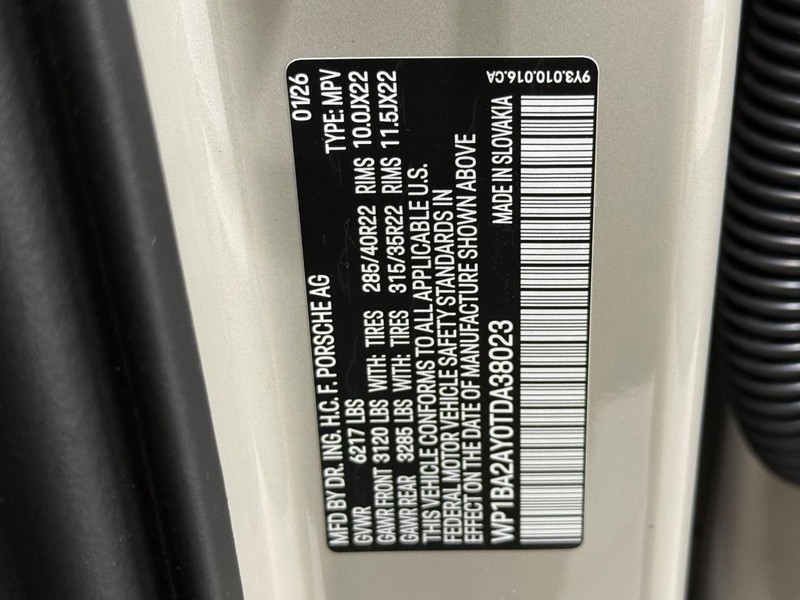 MFD BY DR. ING. H.C. F. PORSCHE AG 01/26
GVWR 6217 LBS TYPE: MPV
GAWR FRONT 3120 LBS WITH: TIRES 285/40R22 RIMS 10.0JX22
GAWR REAR 3285 LBS WITH: TIRES 315/35R22 RIMS 11.5JX22
THIS VEHICLE CONFORMS TO ALL APPLICABLE U.S.
FEDERAL MOTOR VEHICLE SAFETY STANDARDS IN
EFFECT ON THE DATE OF MANUFACTURE SHOWN ABOVE
WP1BA2AY0TDA38023 MADE IN SLOVAKIA
9Y3.010.016.CA